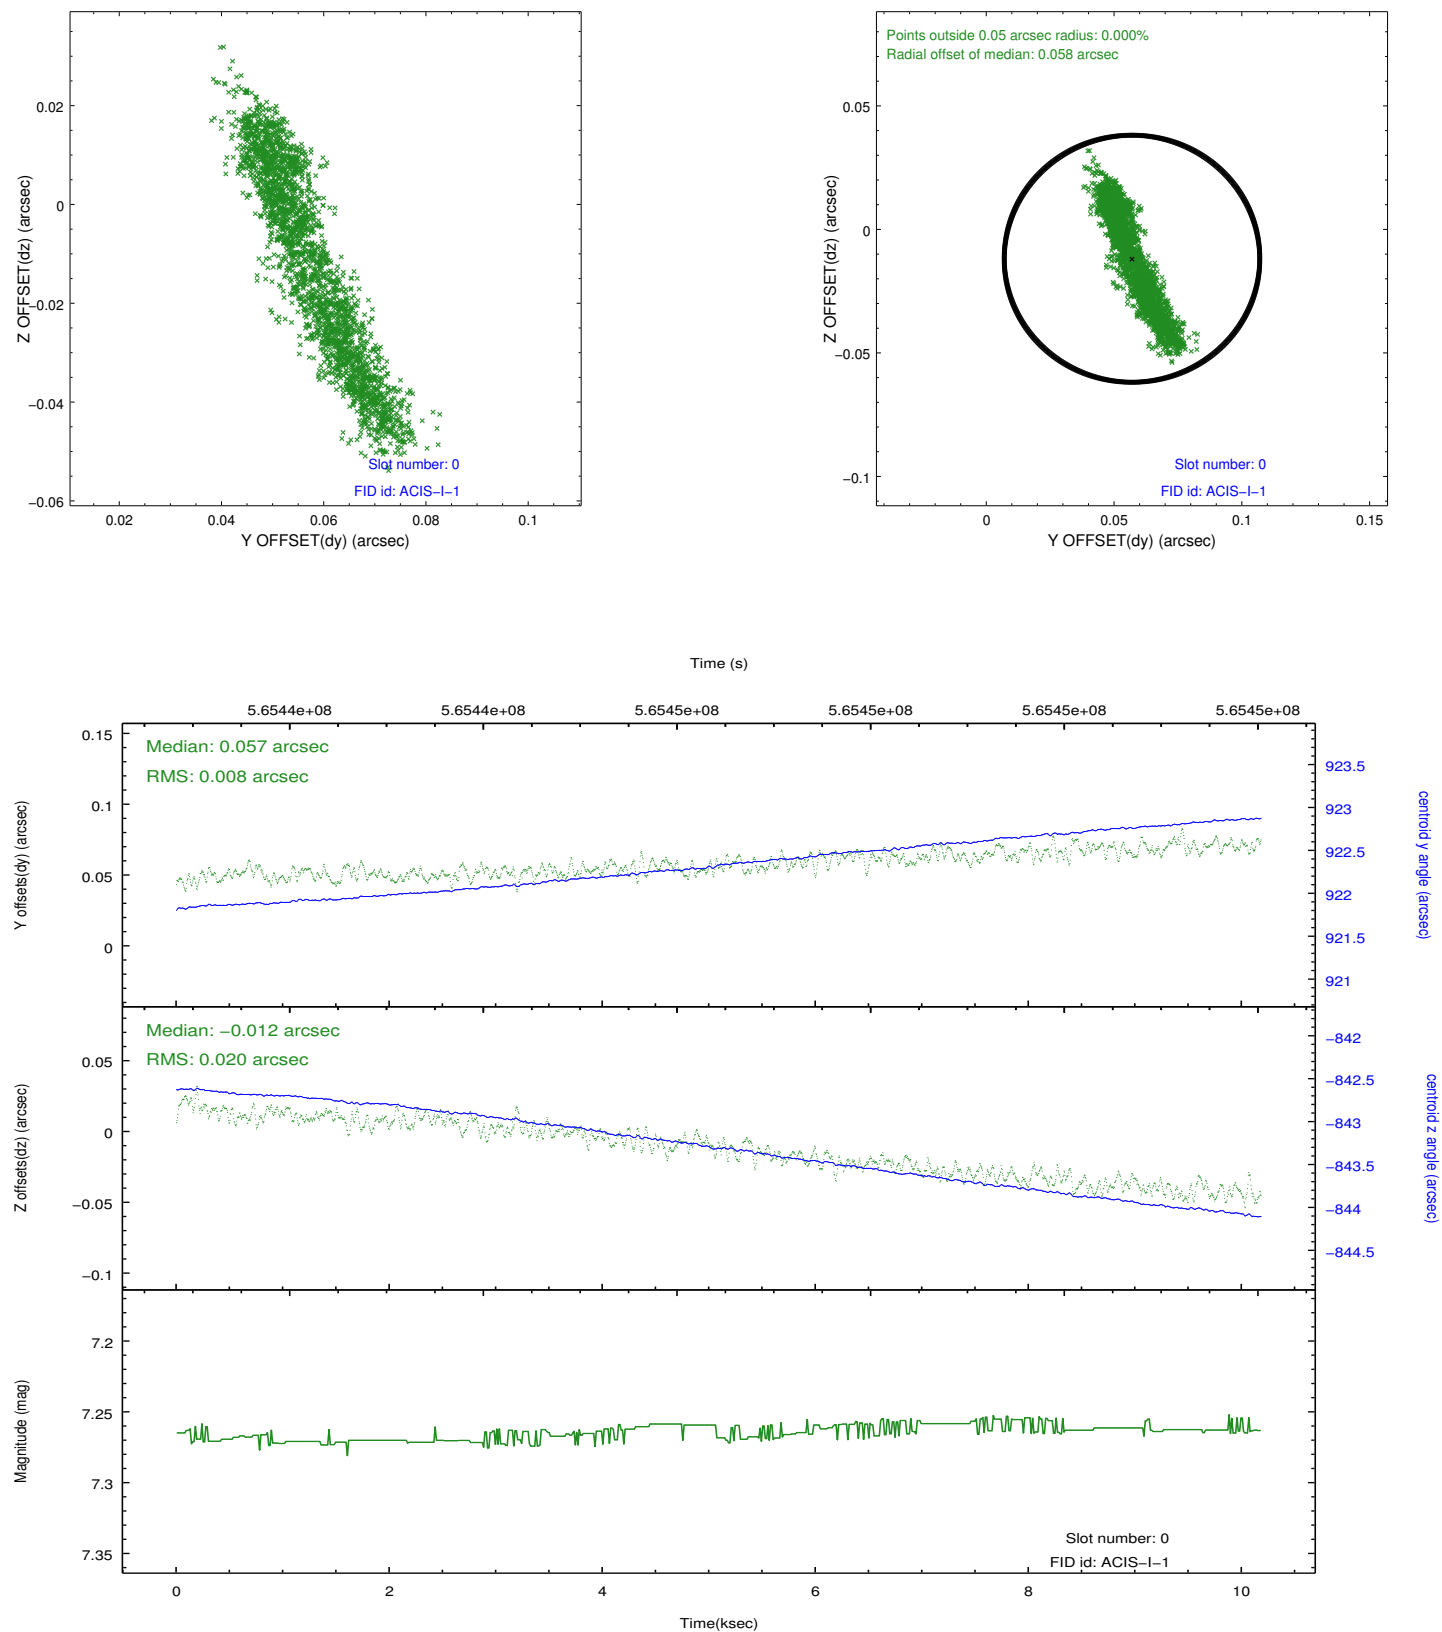 0.02
0
−0.02
−0.04
−0.06
Z OFFSET(dz) (arcsec)
0.02
0.04
0.06
0.08
0.1
Y OFFSET(dy) (arcsec)
Slot number: 0
FID id: ACIS−I−1
Points outside 0.05 arcsec radius: 0.000%
Radial offset of median: 0.058 arcsec
0.05
0
−0.05
−0.1
Z OFFSET(dz) (arcsec)
Slot number: 0
FID id: ACIS−I−1
0
0.05
0.1
0.15
Y OFFSET(dy) (arcsec)
Time (s)
5.6544e+08
5.6544e+08
5.6545e+08
5.6545e+08
5.6545e+08
5.6545e+08
Median: 0.057 arcsec
RMS: 0.008 arcsec
0.15
0.1
0.05
0
Y offsets(dy) (arcsec)
923.5
923
922.5
922
921.5
921
centroid y angle (arcsec)
Median: −0.012 arcsec
RMS: 0.020 arcsec
0.05
0
−0.05
−0.1
Z offsets(dz) (arcsec)
−842
−842.5
−843
−843.5
−844
−844.5
centroid z angle (arcsec)
7.2
7.25
7.3
7.35
Magnitude (mag)
Slot number: 0
FID id: ACIS−I−1
0
2
4
6
8
10
Time(ksec)